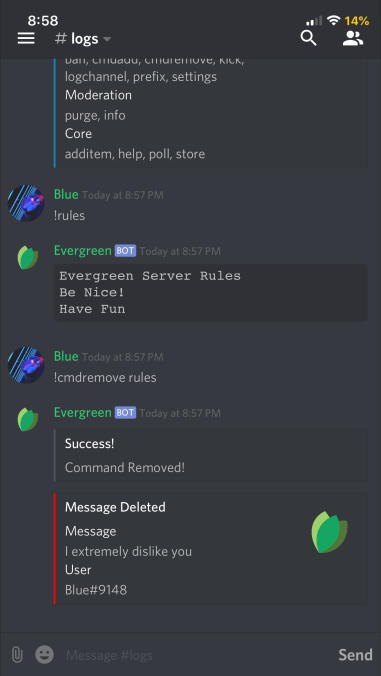 8:58
14%
# logs
ban, cmdadd, cmdremove, kick,
logchannel, prefix, settings
Moderation
purge, info
Core
additem, help, poll, store
Blue Today at 8:57 PM
!rules
Evergreen BOT Today at 8:57 PM
Evergreen Server Rules
Be Nice!
Have Fun
Blue Today at 8:57 PM
!cmdremove rules
Evergreen BOT Today at 8:57 PM
Success!
Command Removed!
Message Deleted
Message
I extremely dislike you
User
Blue#9148
Message #logs
Send